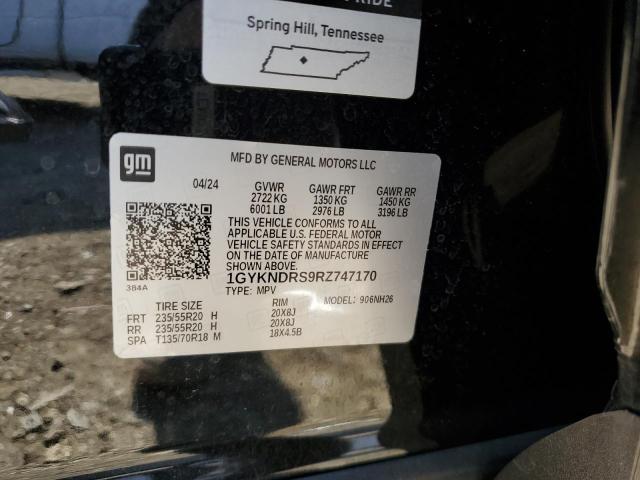 Spring Hill, Tennessee
gm
MFD BY GENERAL MOTORS LLC
04/24 GVWR GAWR FRT GAWR RR
2722 KG 1350 KG 1450 KG
6001 LB 2976 LB 3196 LB
THIS VEHICLE CONFORMS TO ALL
APPLICABLE U.S. FEDERAL MOTOR
VEHICLE SAFETY STANDARDS IN EFFECT
ON THE DATE OF MANUFACTURE
SHOWN ABOVE.
384A
1GYKNDRS9RZ747170
TYPE: MPV MODEL: 906NH26
TIRE SIZE RIM
FRT 235/55R20 H 20X8J
RR 235/55R20 H 20X8J
SPA T135/70R18 M 18X4.5B